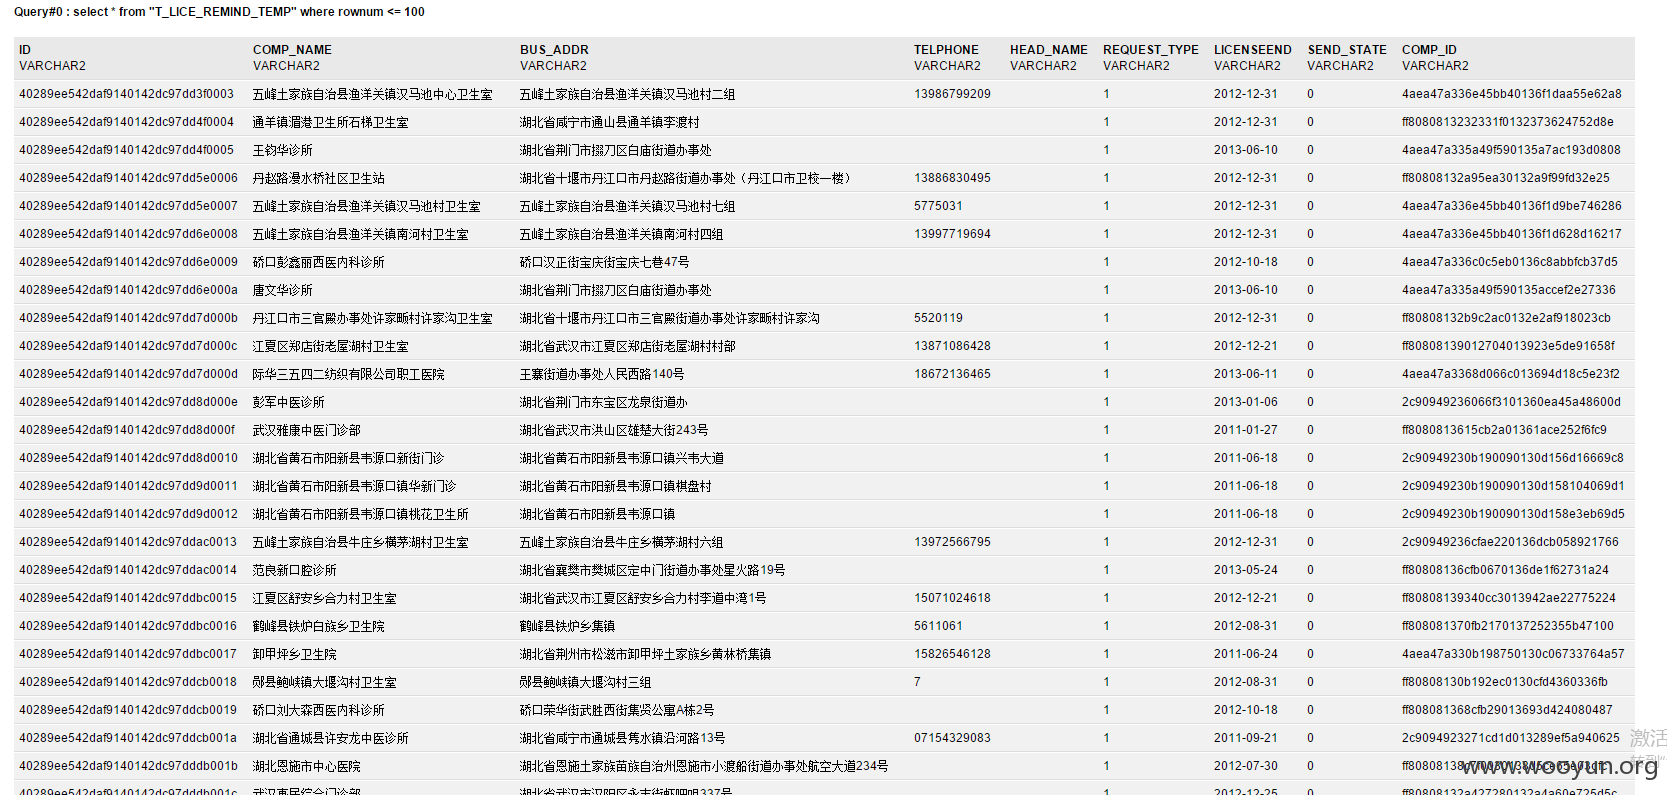 Query#0 : select * from "T_LICE_REMIND_TEMP" where rownum <= 100
ID COMP_NAME BUS_ADDR TELPHONE HEAD_NAME REQUEST_TYPE LICENSEEND SEND_STATE COMP_ID
VARCHAR2 VARCHAR2 VARCHAR2 VARCHAR2 VARCHAR2 VARCHAR2 VARCHAR2 VARCHAR2 VARCHAR2
40289ee542daf9140142dc97dd3f0003 五峰土家族自治县渔洋关镇汉马池中心卫生室 五峰土家族自治县渔洋关镇汉马池村二组 13986799209 1 2012-12-31 0 4aea47a336e45bb40136f1daa55e62a8
40289ee542daf9140142dc97dd4f0004 通羊镇湄港卫生所石梯卫生室 湖北省咸宁市通山县通羊镇李渡村 1 2012-12-31 0 ff8080813232331f0132373624752d8e
40289ee542daf9140142dc97dd4f0005 王钧华诊所 湖北省荆门市掇刀区白庙街道办事处 1 2013-06-10 0 4aea47a335a49f590135a7ac193d0808
40289ee542daf9140142dc97dd5e0006 丹赵路漫水桥社区卫生站 湖北省十堰市丹江口市丹赵路街道办事处（丹江口市卫校一楼） 13886830495 1 2012-12-31 0 ff80808132a95ea30132a9f99fd32e25
40289ee542daf9140142dc97dd5e0007 五峰土家族自治县渔洋关镇汉马池村卫生室 五峰土家族自治县渔洋关镇汉马池村七组 5775031 1 2012-12-31 0 4aea47a336e45bb40136f1d9be746286
40289ee542daf9140142dc97dd6e0008 五峰土家族自治县渔洋关镇南河村卫生室 五峰土家族自治县渔洋关镇南河村四组 13997719694 1 2012-12-31 0 4aea47a336e45bb40136f1d628d16217
40289ee542daf9140142dc97dd6e0009 硚口彭鑫丽西医内科诊所 硚口汉正街宝庆街宝庆七巷47号 1 2012-10-18 0 4aea47a336c0c5eb0136c8abbfcb37d5
40289ee542daf9140142dc97dd6e000a 唐文华诊所 湖北省荆门市掇刀区白庙街道办事处 1 2013-06-10 0 4aea47a335a49f590135accef2e27336
40289ee542daf9140142dc97dd7d000b 丹江口市三官殿办事处许家畈村许家沟卫生室 湖北省十堰市丹江口市三官殿街道办事处许家畈村许家沟 5520119 1 2012-12-31 0 ff80808132b9c2ac0132e2af918023cb
40289ee542daf9140142dc97dd7d000c 江夏区郑店街老屋湖村卫生室 湖北省武汉市江夏区郑店街老屋湖村村部 13871086428 1 2012-12-21 0 ff808081390127040139​23e5de91658f
40289ee542daf9140142dc97dd7d000d 际华三五四二纺织有限公司职工医院 王寨街道办事处人民西路140号 18672136465 1 2013-06-11 0 4aea47a3368d066c013694d18c5e23f2
40289ee542daf9140142dc97dd8d000e 彭军中医诊所 湖北省荆门市东宝区龙泉街道办 1 2013-01-06 0 2c90949236066f3101360ea45a48600d
40289ee542daf9140142dc97dd8d000f 武汉雅康中医门诊部 湖北省武汉市洪山区雄楚大街243号 1 2011-01-27 0 ff8080813615cb2a01361ace252f6fc9
40289ee542daf9140142dc97dd8d0010 湖北省黄石市阳新县韦源口新街门诊 湖北省黄石市阳新县韦源口镇兴韦大道 1 2011-06-18 0 2c90949230b190090130d156d16669c8
40289ee542daf9140142dc97dd9d0011 湖北省黄石市阳新县韦源口镇华新门诊 湖北省黄石市阳新县韦源口镇棋盘村 1 2011-06-18 0 2c90949230b190090130d158104069d1
40289ee542daf9140142dc97dd9d0012 湖北省黄石市阳新县韦源口镇桃花卫生所 湖北省黄石市阳新县韦源口镇 1 2011-06-18 0 2c90949230b190090130d158e3eb69d5
40289ee542daf9140142dc97ddac0013 五峰土家族自治县牛庄乡横茅湖村卫生室 五峰土家族自治县牛庄乡横茅湖村六组 13972566795 1 2012-12-31 0 2c90949236cfae220136dcb058921766
40289ee542daf9140142dc97ddac0014 范良新口腔诊所 湖北省襄樊市樊城区定中门街道办事处星火路19号 1 2013-05-24 0 ff80808136cfb0670136de1f62731a24
40289ee542daf9140142dc97ddbc0015 江夏区舒安乡合力村卫生室 湖北省武汉市江夏区舒安乡合力村李道中湾1号 15071024618 1 2012-12-21 0 ff80808139340cc3013942ae22775224
40289ee542daf9140142dc97ddbc0016 鹤峰县铁炉白族乡卫生院 鹤峰县铁炉乡集镇 5611061 1 2012-08-31 0 ff808081370fb2170137252355b47100
40289ee542daf9140142dc97ddbc0017 卸甲坪乡卫生院 湖北省荆州市松滋市卸甲坪土家族乡黄林桥集镇 15826546128 1 2011-06-24 0 4aea47a330b198750130c06733764a57
40289ee542daf9140142dc97ddcb0018 郧县鲍峡镇大堰沟村卫生室 郧县鲍峡镇大堰沟村三组 7 1 2012-08-31 0 ff80808130b192ec0130cfd4360336fb
40289ee542daf9140142dc97ddcb0019 硚口刘大森西医内科诊所 硚口荣华街武胜西街集贤公寓A栋2号 1 2012-10-18 0 ff808081368cfb29013693d424080487
40289ee542daf9140142dc97ddcb001a 湖北省通城县许安龙中医诊所 湖北省咸宁市通城县隽水镇沿河路13号 07154329083 1 2011-09-21 0 2c9094923271cd1d013289ef5a940625
40289ee542daf9140142dc97dddb001b 湖北恩施市中心医院 湖北省恩施土家族苗族自治州恩施市小渡船街道办事处航空大道234号 1 2012-07-30 0
激活
www.wooyun.org